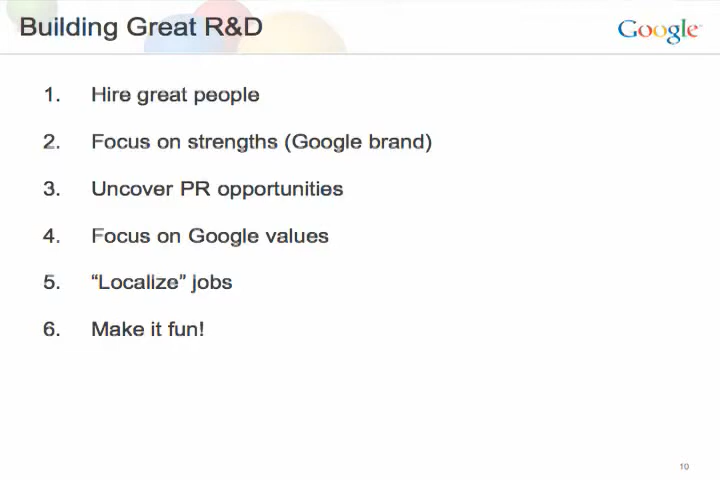 Building Great R&D
Google
1. Hire great people
2. Focus on strengths (Google brand)
3. Uncover PR opportunities
4. Focus on Google values
5. “Localize” jobs
6. Make it fun!
10